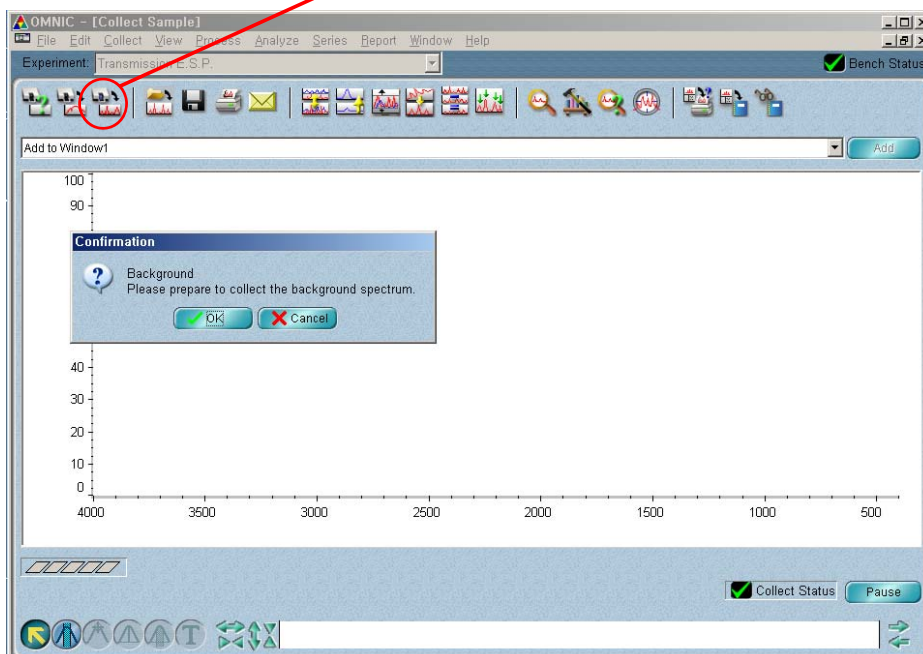 OMNIC - [Collect Sample]
File Edit Collect View Process Analyze Series Report Window Help
Experiment: Transmission E.S.P. Bench Status
Add to Window1 Add
100
90
Confirmation
Background
Please prepare to collect the background spectrum.
OK Cancel
40
30
20
10
0
4000 3500 3000 2500 2000 1500 1000 500
Collect Status Pause
T